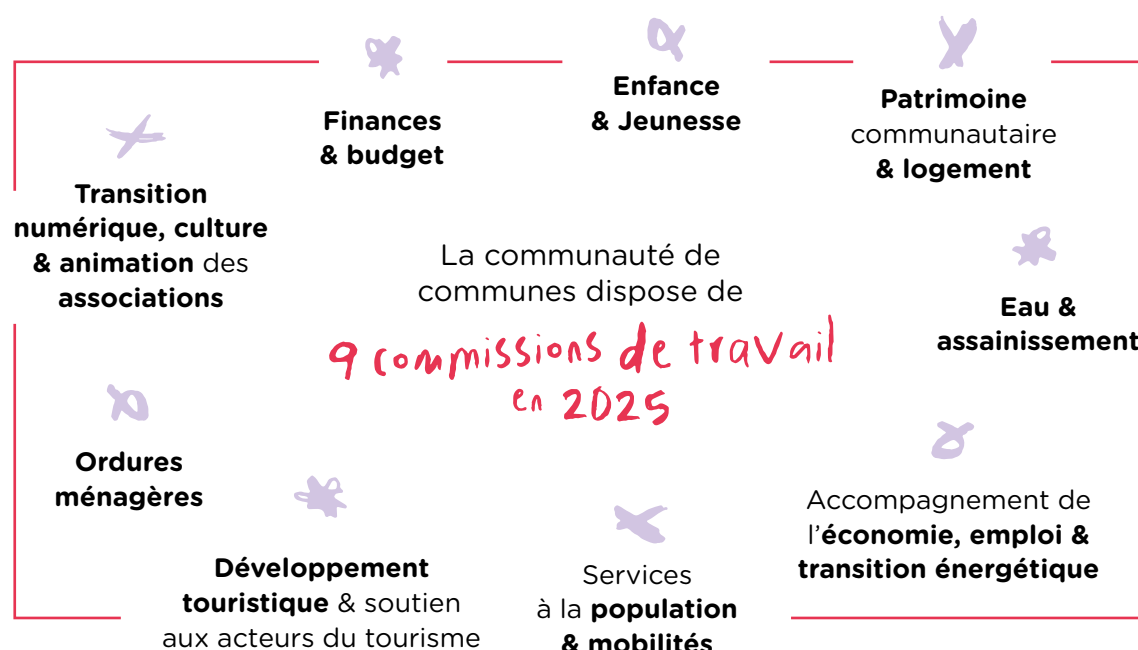 Finances
& budget
Enfance
& Jeunesse
Patrimoine
communautaire
& logement
Transition
numérique, culture
& animation des
associations
La communauté de
communes dispose de
9 commissions de travail
en 2025
Eau &
assainissement
Ordures
ménagères
Accompagnement de
l'économie, emploi &
transition énergétique
Développement
touristique & soutien
aux acteurs du tourisme
Services
à la population
& mobilités